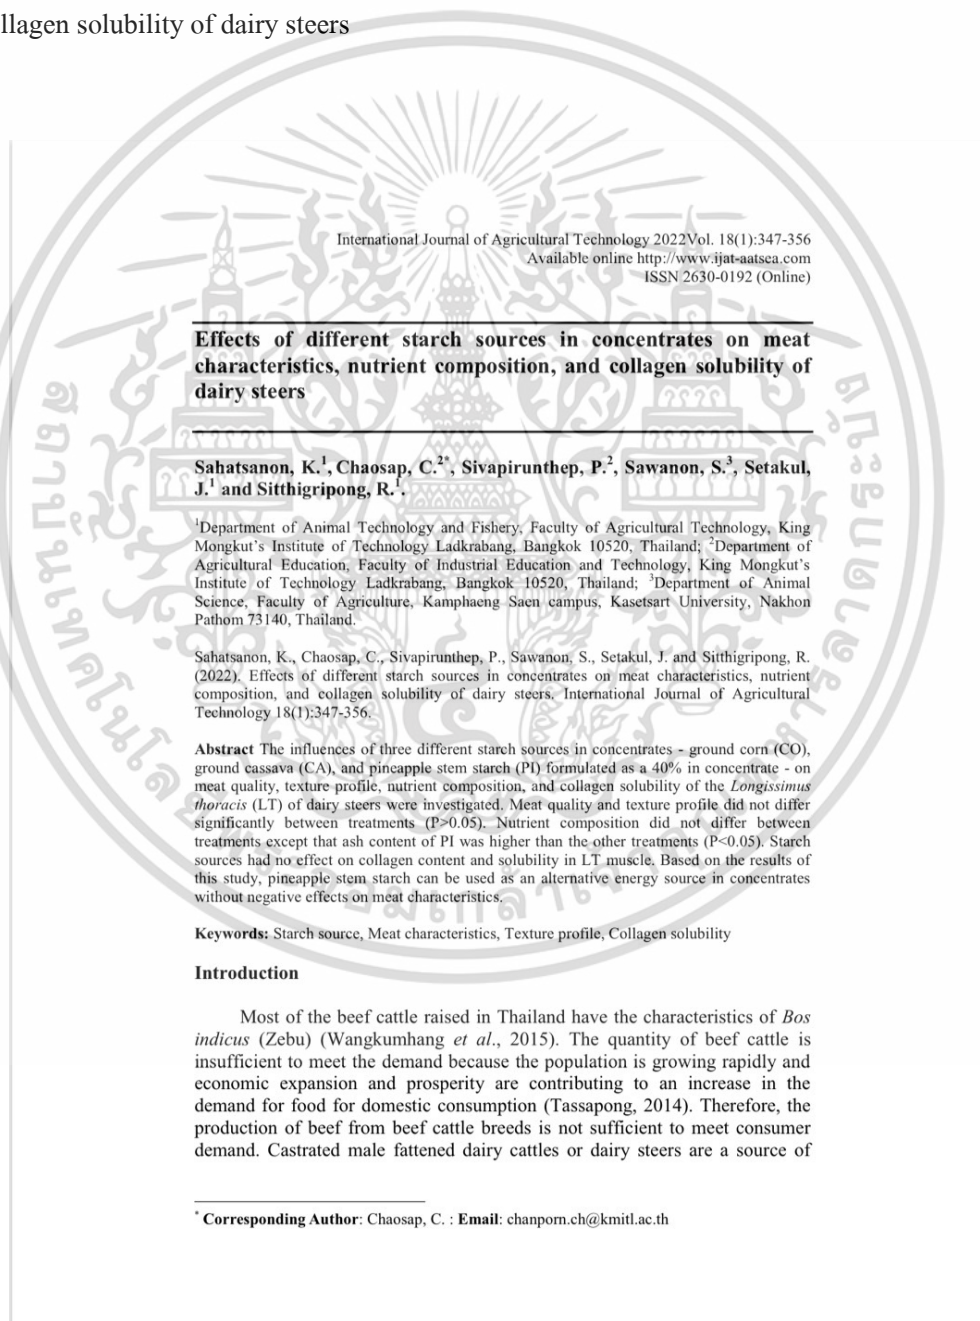 llagen solubility of dairy steers
International Journal of Agricultural Technology 2022Vol. 18(1):347-356
Available online http://www.ijat-aatsea.com
ISSN 2630-0192 (Online)
Effects of different starch sources in concentrates on meat
characteristics, nutrient composition, and collagen solubility of
dairy steers
Sahatsanon, K.1, Chaosap, C.2*, Sivapirunthep, P.2, Sawanon, S.3, Setakul,
J.1 and Sitthigripong, R.1.
1Department of Animal Technology and Fishery, Faculty of Agricultural Technology, King
Mongkut's Institute of Technology Ladkrabang, Bangkok 10520, Thailand; 2Department of
Agricultural Education, Faculty of Industrial Education and Technology, King Mongkut's
Institute of Technology Ladkrabang, Bangkok 10520, Thailand; 3Department of Animal
Science, Faculty of Agriculture, Kamphaeng Saen campus, Kasetsart University, Nakhon
Pathom 73140, Thailand.
Sahatsanon, K., Chaosap, C., Sivapirunthep, P., Sawanon, S., Setakul, J. and Sitthigripong, R.
(2022). Effects of different starch sources in concentrates on meat characteristics, nutrient
composition, and collagen solubility of dairy steers. International Journal of Agricultural
Technology 18(1):347-356.
Abstract The influences of three different starch sources in concentrates - ground corn (CO),
ground cassava (CA), and pineapple stem starch (PI) formulated as a 40% in concentrate - on
meat quality, texture profile, nutrient composition, and collagen solubility of the Longissimus
thoracis (LT) of dairy steers were investigated. Meat quality and texture profile did not differ
significantly between treatments (P>0.05). Nutrient composition did not differ between
treatments except that ash content of PI was higher than the other treatments (P<0.05). Starch
sources had no effect on collagen content and solubility in LT muscle. Based on the results of
this study, pineapple stem starch can be used as an alternative energy source in concentrates
without negative effects on meat characteristics.
Keywords: Starch source, Meat characteristics, Texture profile, Collagen solubility
Introduction
Most of the beef cattle raised in Thailand have the characteristics of Bos
indicus (Zebu) (Wangkumhang et al., 2015). The quantity of beef cattle is
insufficient to meet the demand because the population is growing rapidly and
economic expansion and prosperity are contributing to an increase in the
demand for food for domestic consumption (Tassapong, 2014). Therefore, the
production of beef from beef cattle breeds is not sufficient to meet consumer
demand. Castrated male fattened dairy cattles or dairy steers are a source of
* Corresponding Author: Chaosap, C. : Email: chanporn.ch@kmitl.ac.th